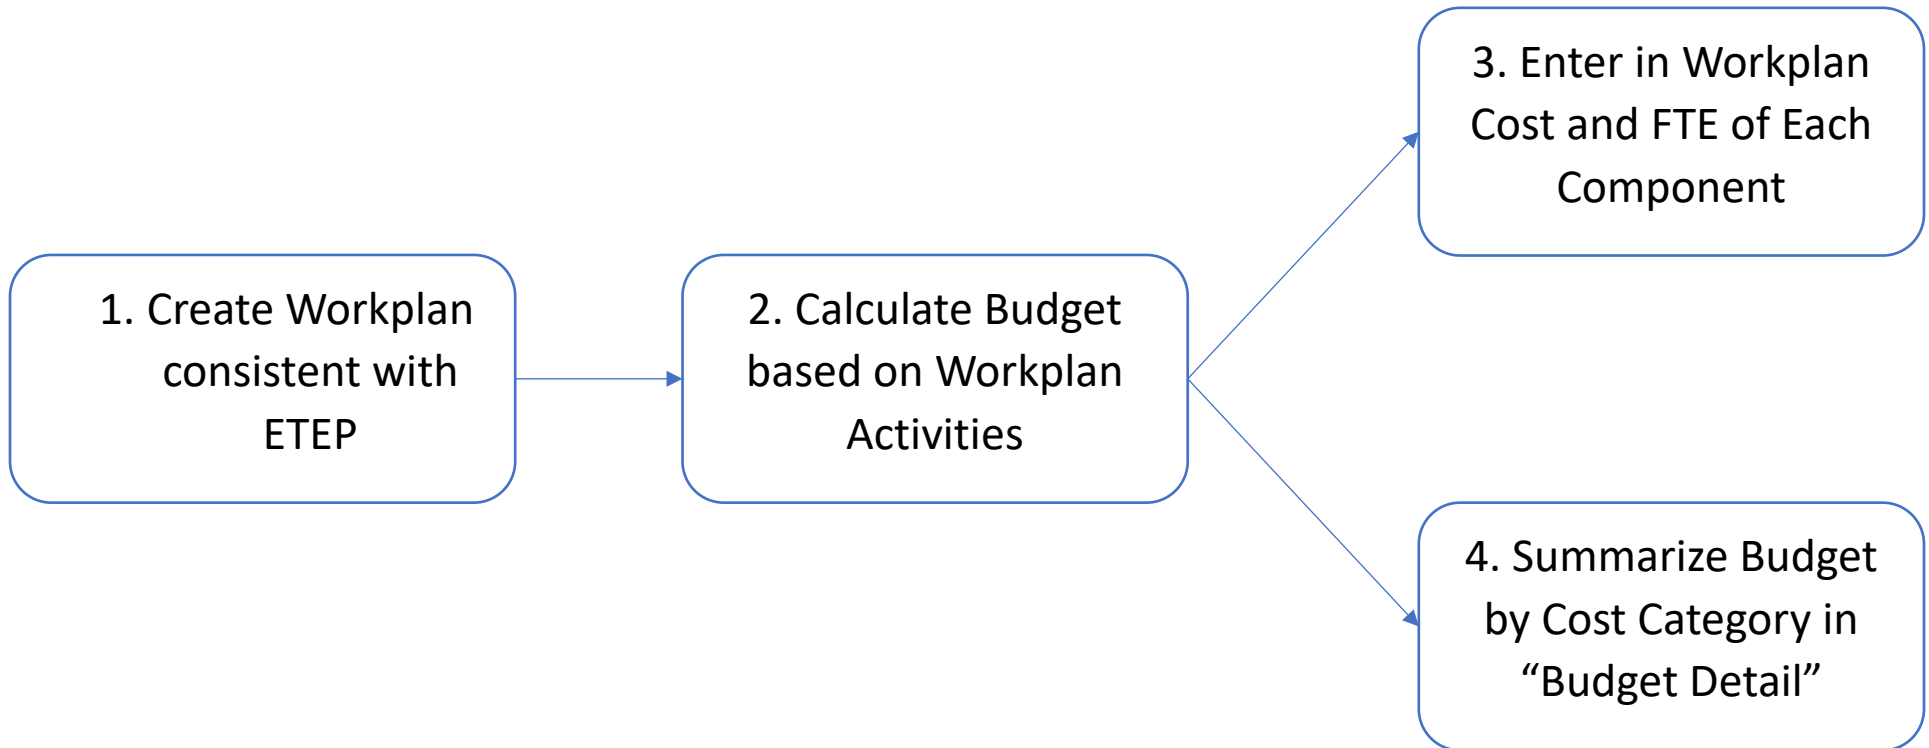 1. Create Workplan
consistent with
ETEP
2. Calculate Budget
based on Workplan
Activities
3. Enter in Workplan
Cost and FTE of Each
Component
4. Summarize Budget
by Cost Category in
“Budget Detail”